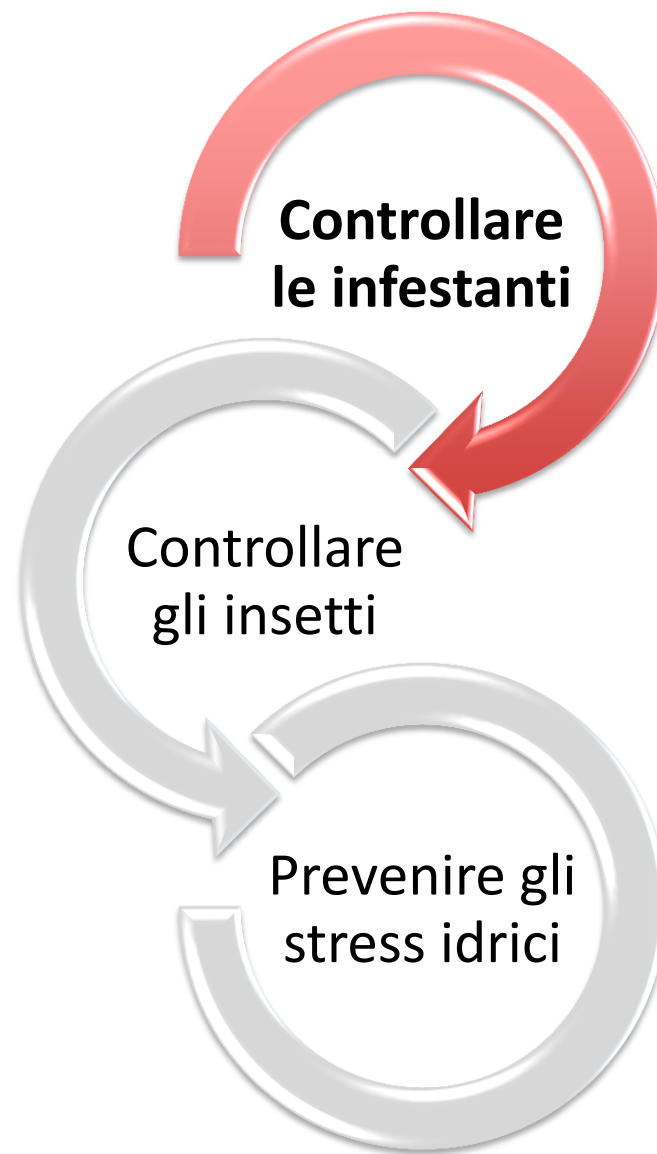 Controllare
le infestanti
Controllare
gli insetti
Prevenire gli
stress idrici